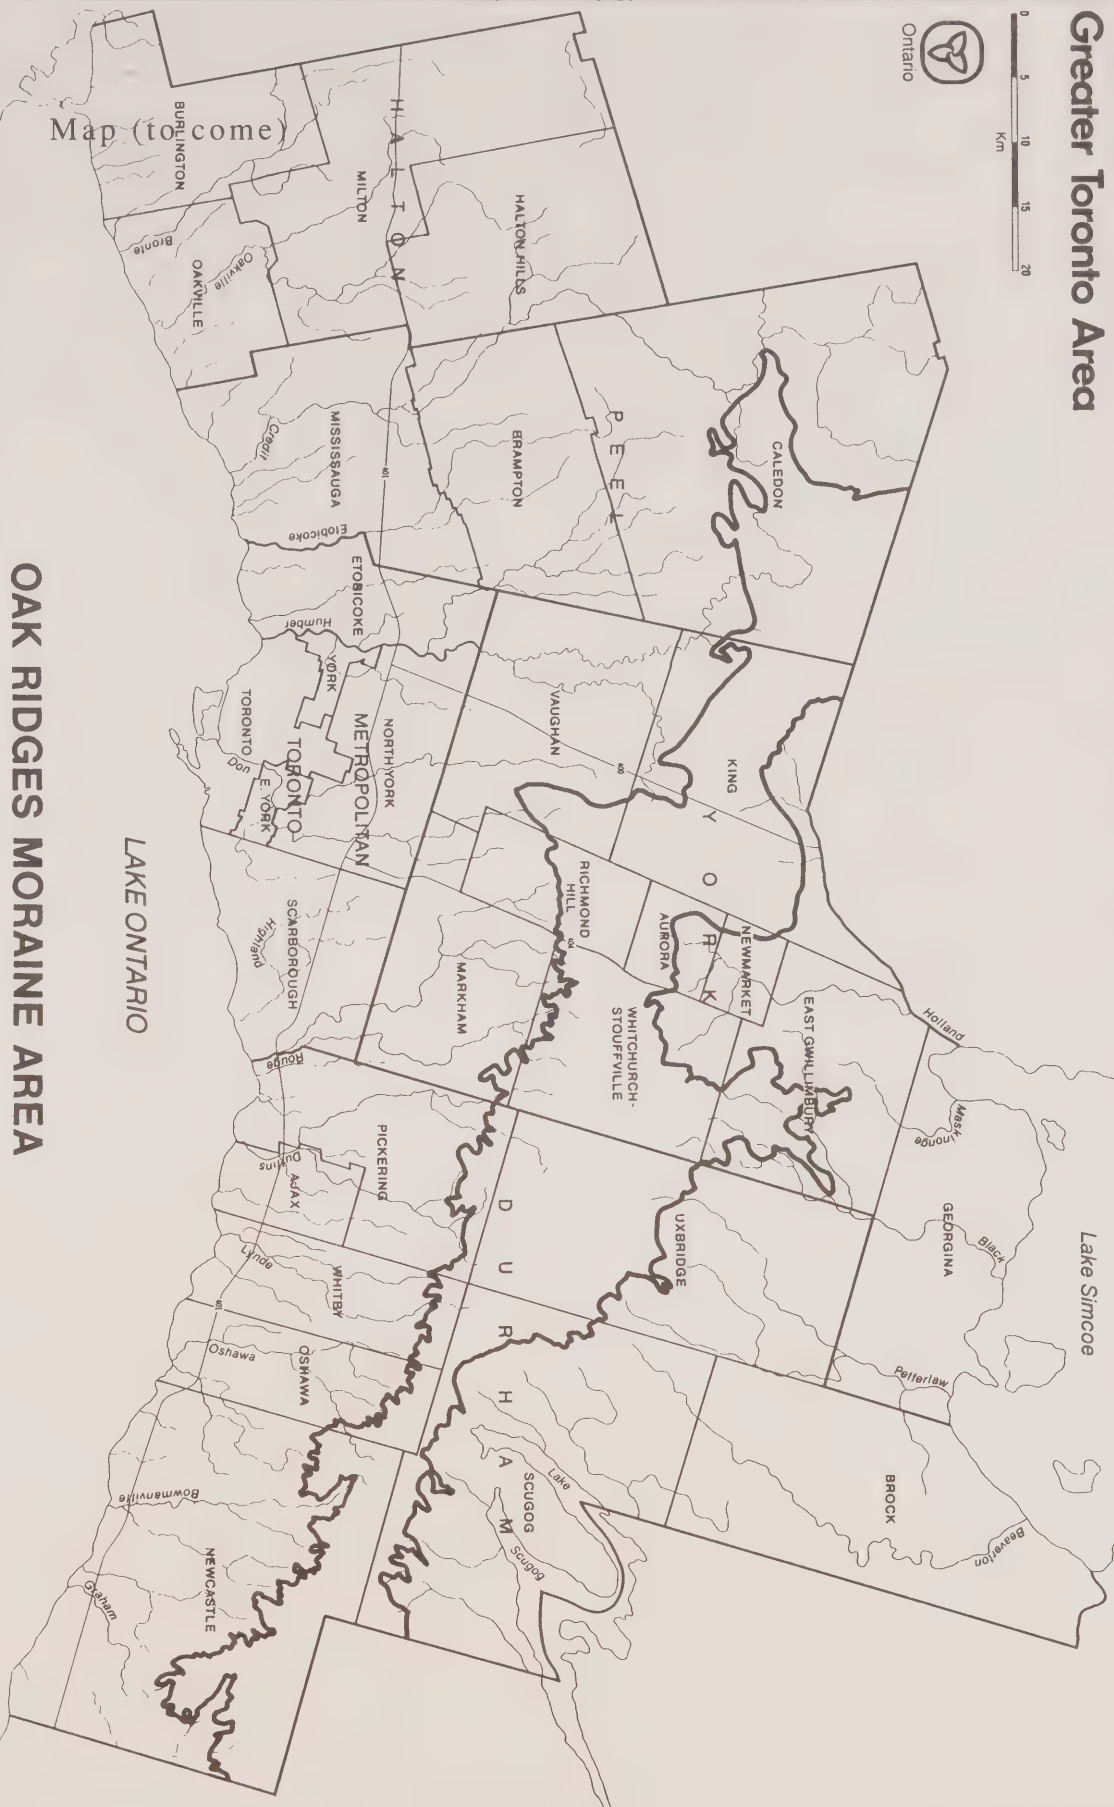 Greater Toronto Area
0 5 10 15 20
Km
Ontario
Map (to come)
Lake Simcoe
HALTON
BURLINGTON
MILTON
HALTON HILLS
OAKVILLE
Bronte
Oakville
PEEL
CALEDON
BRAMPTON
MISSISSAUGA
Credit
Etobicoke
401
METROPOLITAN
TORONTO
ETOBICOKE
Humber
YORK
NORTH YORK
TORONTO
Don
E. YORK
SCARBOROUGH
Highland
Rouge
YORK
KING
VAUGHAN
400
RICHMOND
HILL
404
AURORA
NEWMARKET
MARKHAM
WHITCHURCH-
STOUFFVILLE
EAST GWILLIMBURY
Holland
Maskinonge
GEORGINA
Black
Pefferlaw
DURHAM
UXBRIDGE
PICKERING
Duffins
AJAX
Lynde
WHITBY
401
Oshawa
OSHAWA
BROCK
Beaverton
SCUGOG
Lake
Scugog
Bowmanville
NEWCASTLE
Graham
LAKE ONTARIO
OAK RIDGES MORAINE AREA